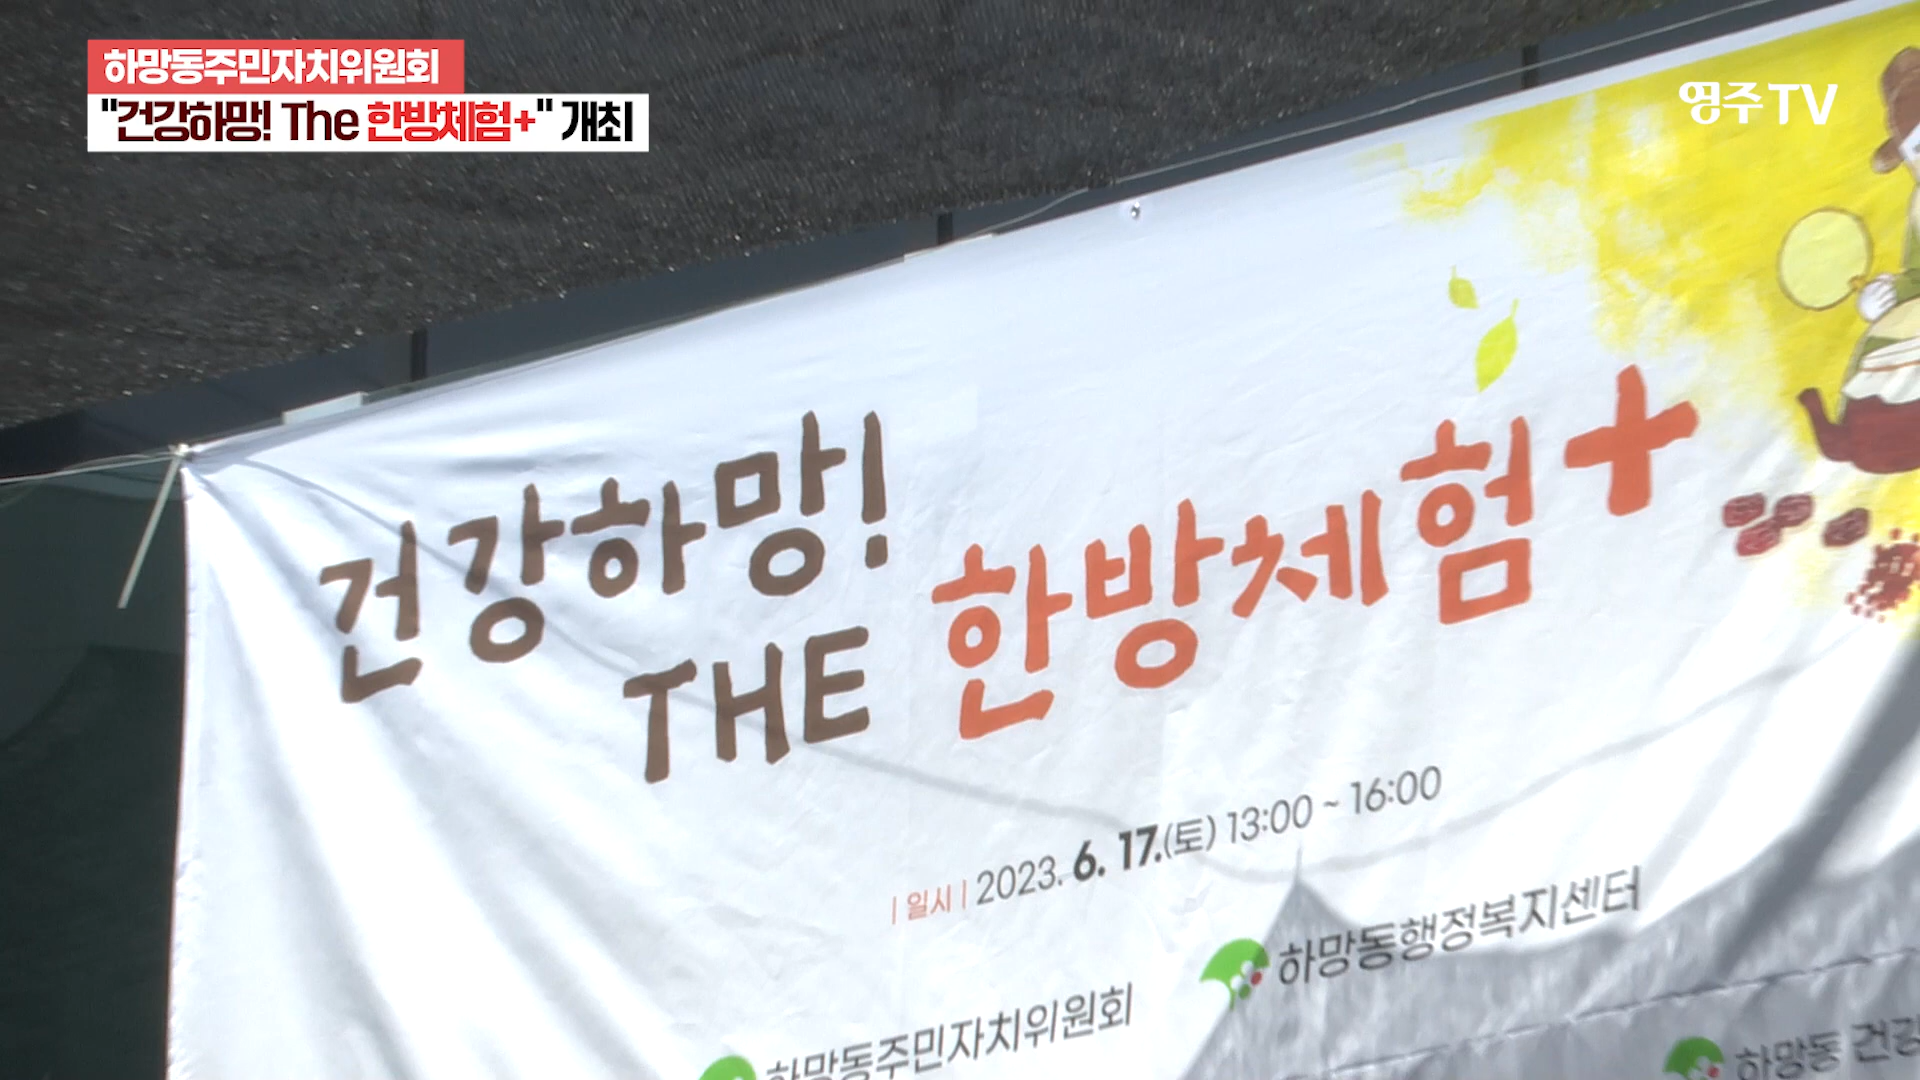 하망동주민자치위원회
"건강하망! The 한방체험+" 개최
영주TV
건강하망!
THE 한방체험+
|일시| 2023. 6. 17.(토) 13:00 ~ 16:00
하망동주민자치위원회
하망동행정복지센터
하망동 건강